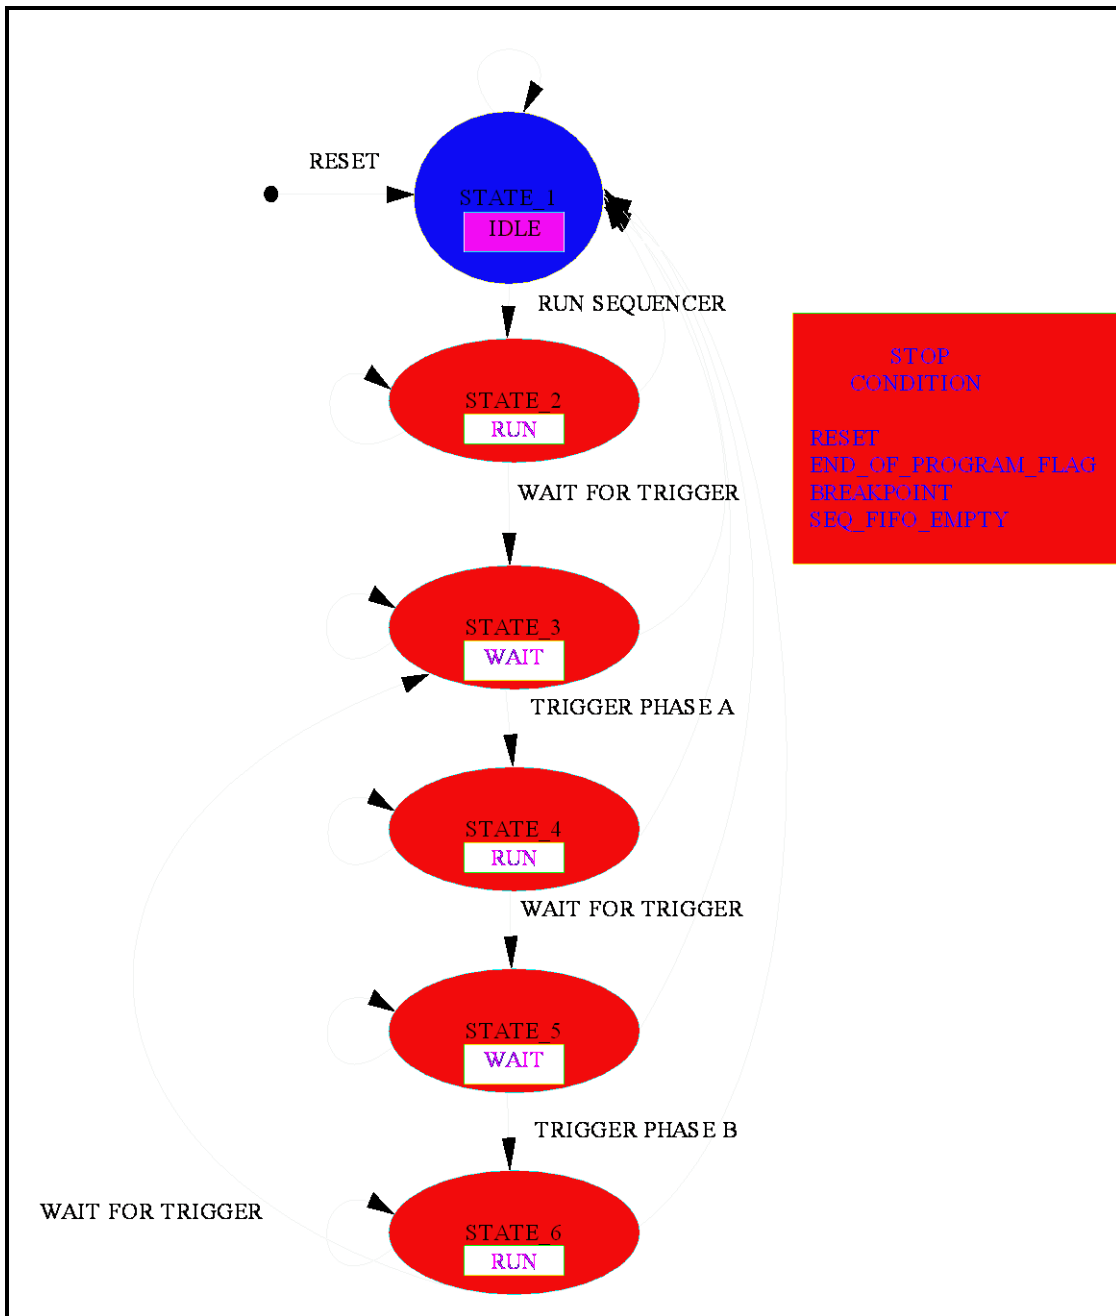 RESET
STATE_1
IDLE
RUN SEQUENCER
STATE_2
RUN
STOP
CONDITION
RESET
END_OF_PROGRAM_FLAG
BREAKPOINT
SEQ_FIFO_EMPTY
WAIT FOR TRIGGER
STATE_3
WAIT
TRIGGER PHASE A
STATE_4
RUN
WAIT FOR TRIGGER
STATE_5
WAIT
TRIGGER PHASE B
WAIT FOR TRIGGER
STATE_6
RUN